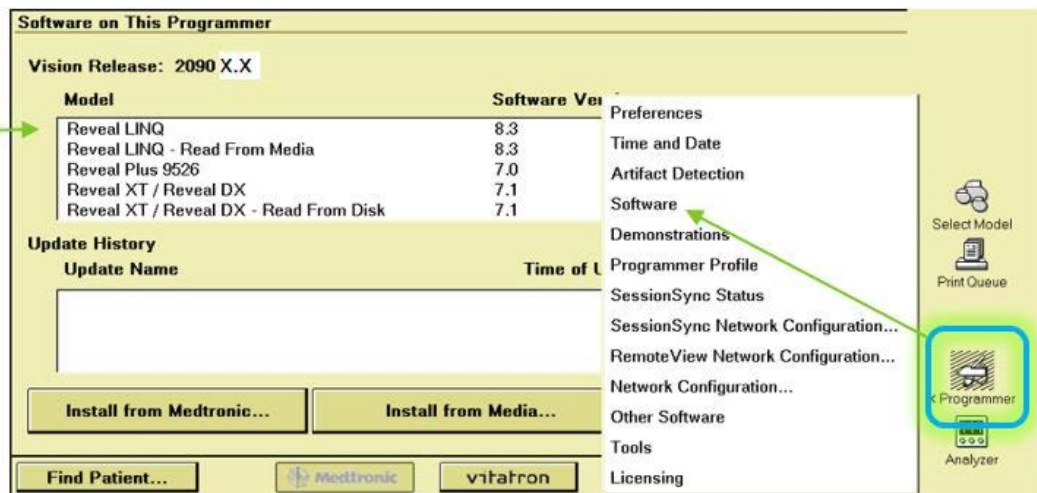 Software on This Programmer
Vision Release: 2090 X.X
Model Software Ver
Reveal LINQ 8.3
Reveal LINQ - Read From Media 8.3
Reveal Plus 9526 7.0
Reveal XT / Reveal DX 7.1
Reveal XT / Reveal DX - Read From Disk 7.1
Update History
Update Name Time of U
Install from Medtronic...
Install from Media...
Find Patient...
Medtronic
vitatron
Preferences
Time and Date
Artifact Detection
Software
Demonstrations
Programmer Profile
SessionSync Status
SessionSync Network Configuration...
RemoteView Network Configuration...
Network Configuration...
Other Software
Tools
Licensing
Select Model
Print Queue
< Programmer
Analyzer